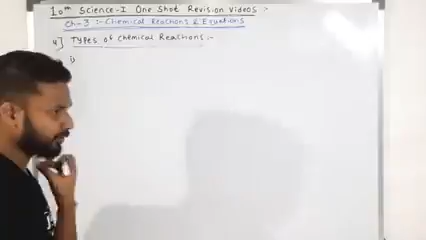 10th Science-I One Shot Revision Videos :-
Ch-3 :- Chemical Reactions & Equations
4] Types of Chemical Reactions :-
i)